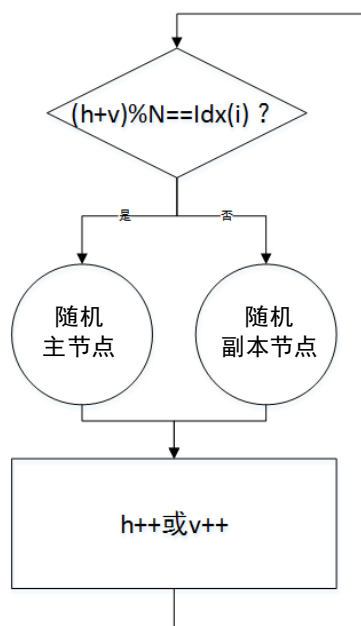 (h+v)%N==Idx(i) ?
是
否
随机
主节点
随机
副本节点
h++或v++